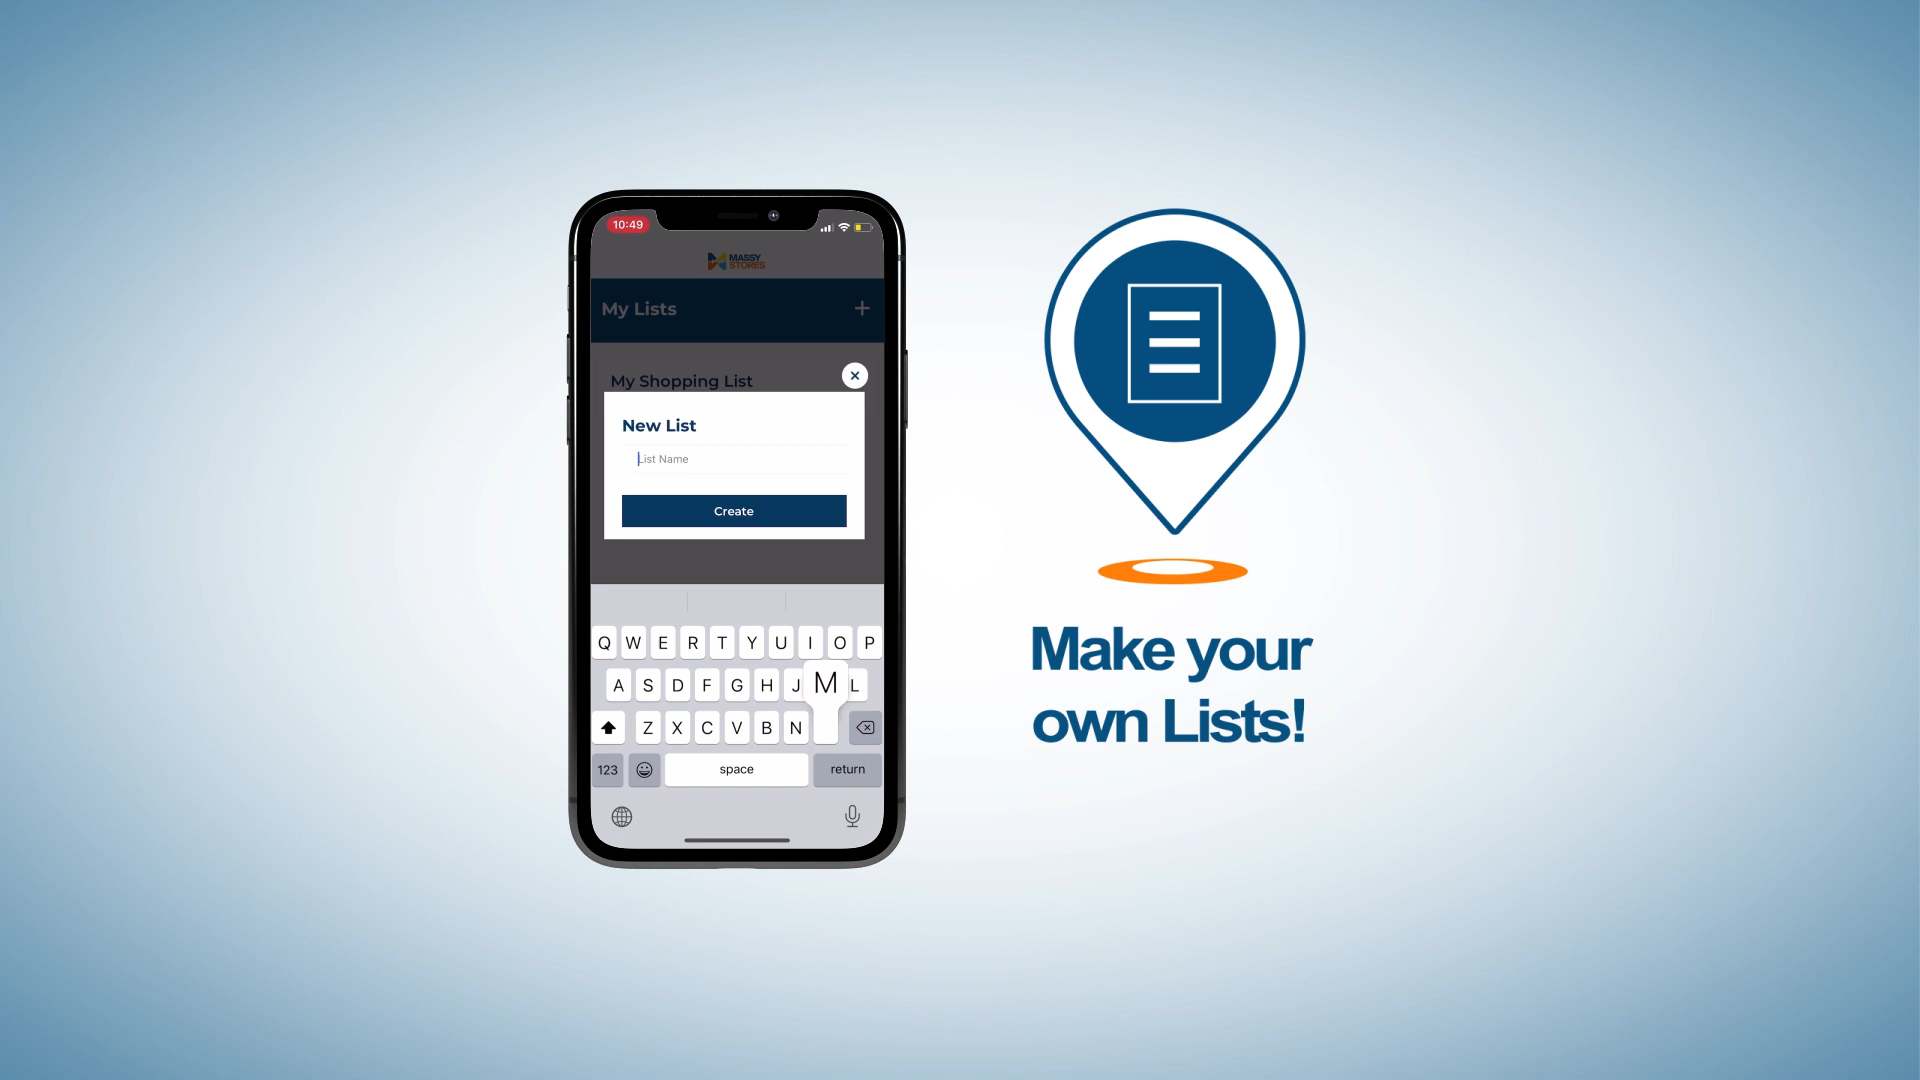 10:49
MASSY
STORES
My Lists +
My Shopping List
×
New List
List Name
Create
Q W E R T Y U I O P
A S D F G H J M L
Z X C V B N
123 space return
Make your
own Lists!